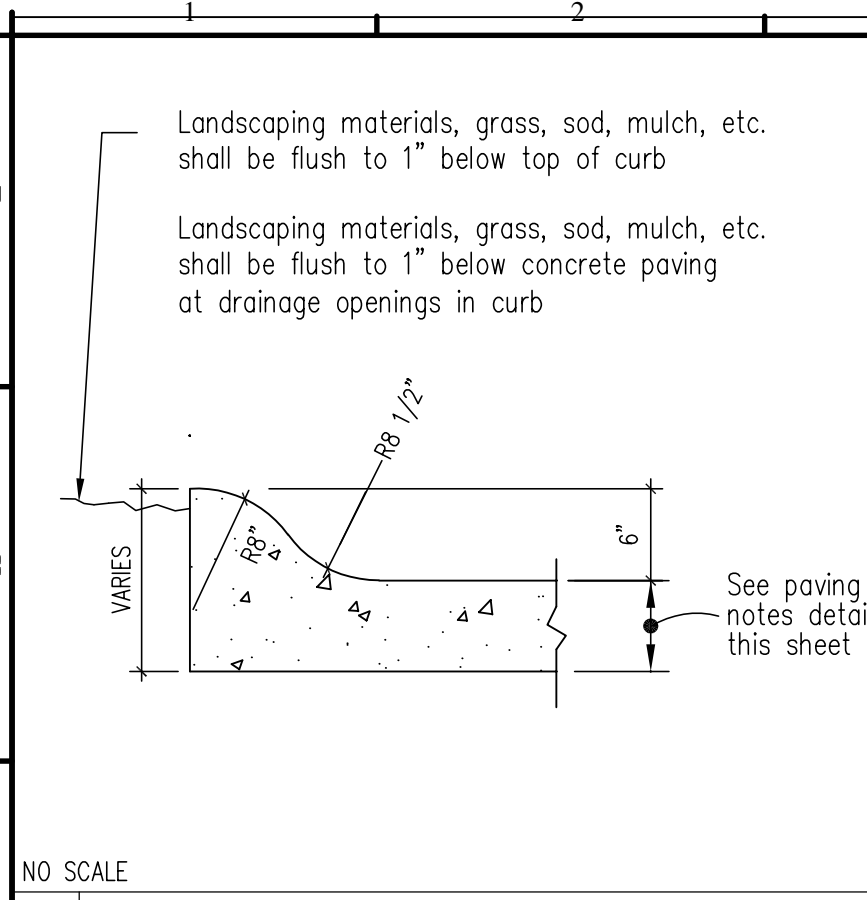 1
2
Landscaping materials, grass, sod, mulch, etc.
shall be flush to 1” below top of curb
Landscaping materials, grass, sod, mulch, etc.
shall be flush to 1” below concrete paving
at drainage openings in curb
R8 1/2”
R8”
6”
VARIES
See paving
notes detai
this sheet
NO SCALE